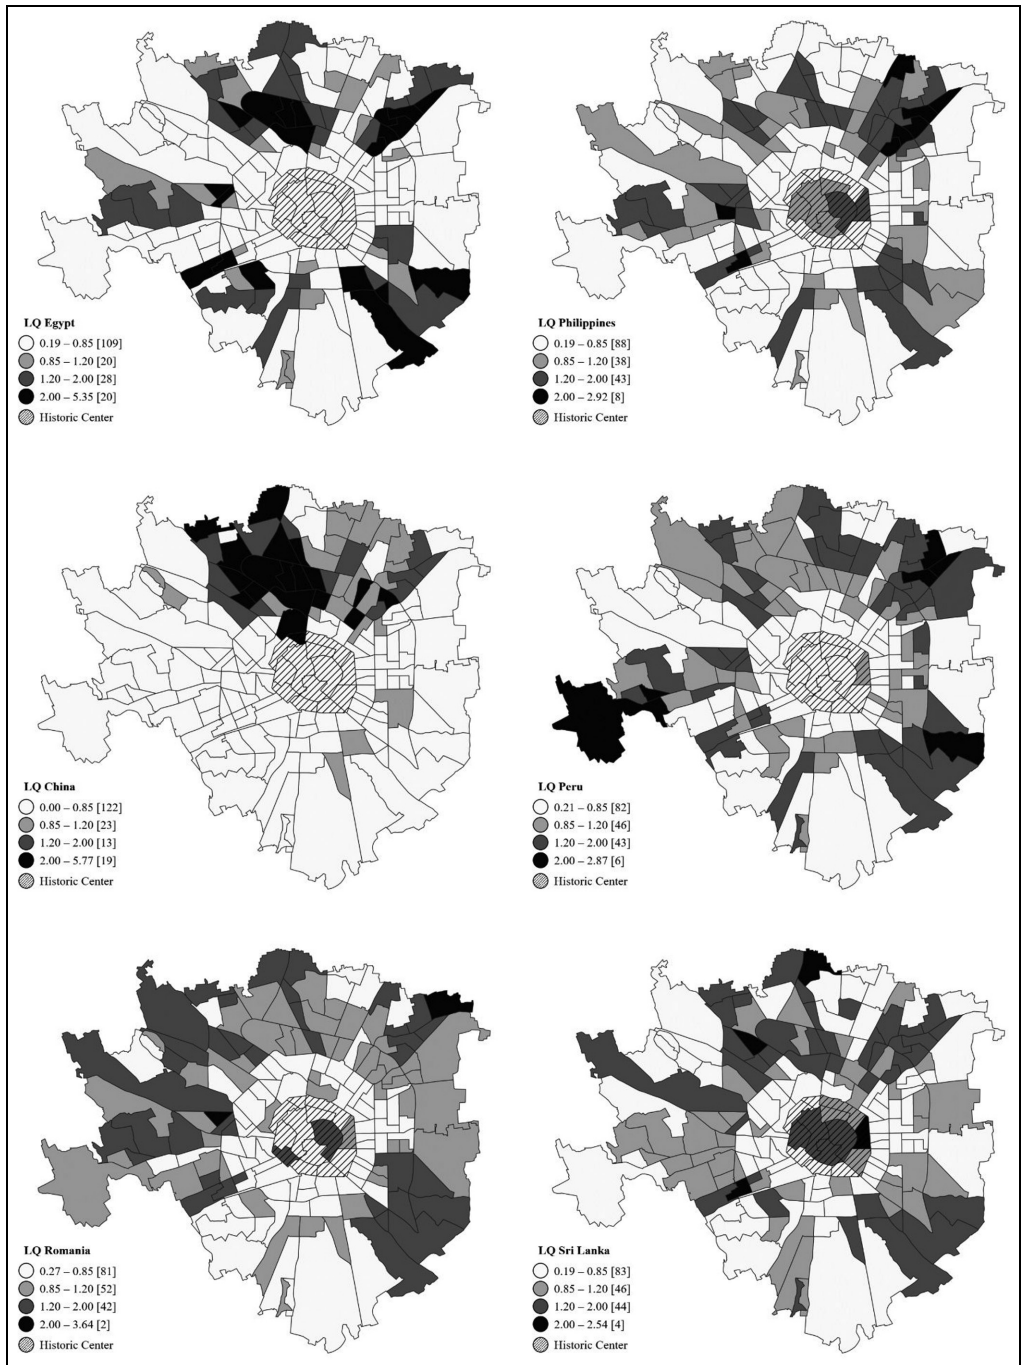 LQ Egypt
0.19 – 0.85 [109]
0.85 – 1.20 [20]
1.20 – 2.00 [28]
2.00 – 5.35 [20]
Historic Center
LQ Philippines
0.19 – 0.85 [88]
0.85 – 1.20 [38]
1.20 – 2.00 [43]
2.00 – 2.92 [8]
Historic Center
LQ China
0.00 – 0.85 [122]
0.85 – 1.20 [23]
1.20 – 2.00 [13]
2.00 – 5.77 [19]
Historic Center
LQ Peru
0.21 – 0.85 [82]
0.85 – 1.20 [46]
1.20 – 2.00 [43]
2.00 – 2.87 [6]
Historic Center
LQ Romania
0.27 – 0.85 [81]
0.85 – 1.20 [52]
1.20 – 2.00 [42]
2.00 – 3.64 [2]
Historic Center
LQ Sri Lanka
0.19 – 0.85 [83]
0.85 – 1.20 [46]
1.20 – 2.00 [44]
2.00 – 2.54 [4]
Historic Center